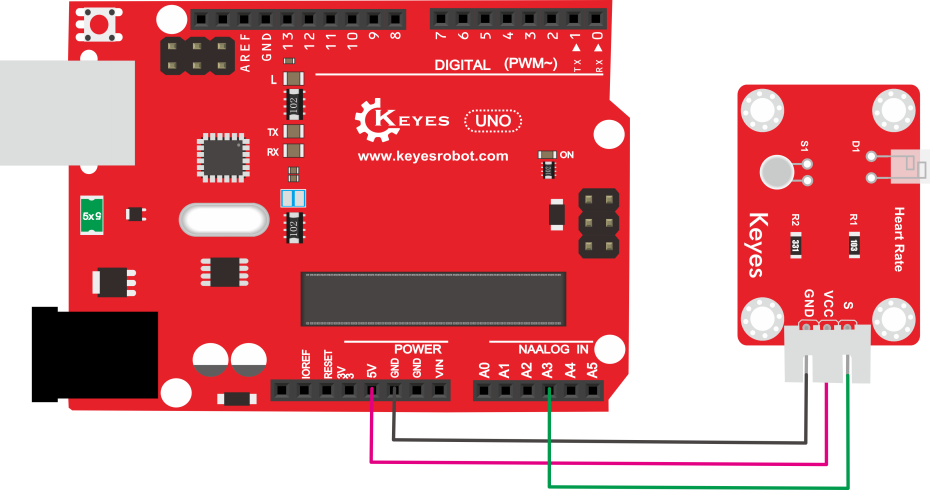 AREF
GND
13
12
11
10
9
8
7
6
5
4
3
2
TX▶1
RX▶0
DIGITAL (PWM~)
L
102
TX
RX
KEYES UNO
www.keyesrobot.com
ON
102
5x5
IOREF
RESET
3V3
5V
GND
GND
VIN
POWER
NAALOG IN
A0
A1
A2
A3
A4
A5
S1
D1
Keyes
R2
331
R1
103
Heart Rate
GND
VCC
S